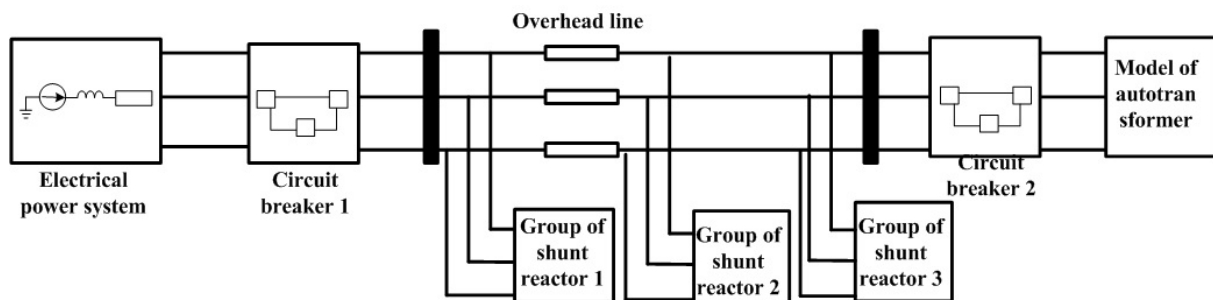 Overhead line
Electrical
power system
Circuit
breaker 1
Group of
shunt
reactor 1
Group of
shunt
reactor 2
Group of
shunt
reactor 3
Circuit
breaker 2
Model of
autotran
sformer